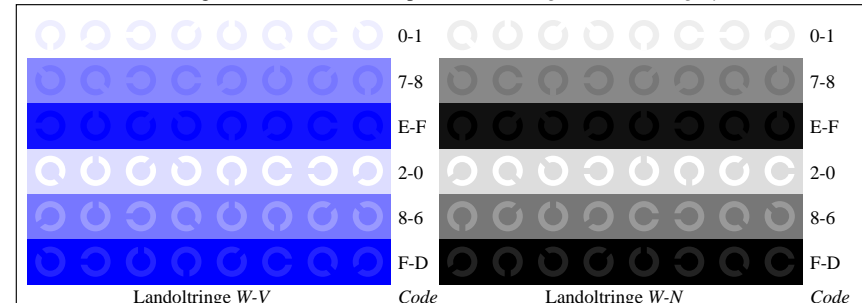 0-1 0-1
7-8 7-8
E-F E-F
2-0 2-0
8-6 8-6
F-D F-D
Landoltringe W-V Code Landoltringe W-N Code